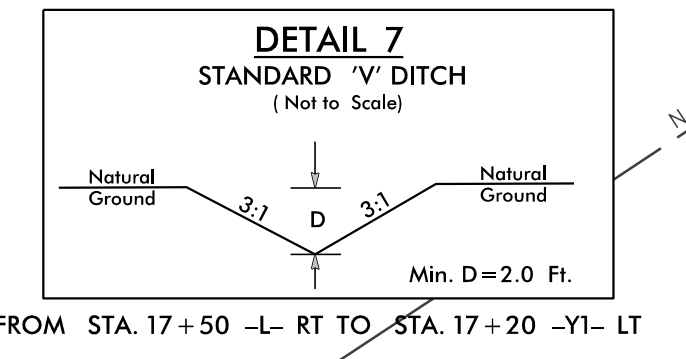 DETAIL 7
STANDARD 'V' DITCH
( Not to Scale)
Natural
Ground
3:1
D
3:1
Natural
Ground
Min. D=2.0 Ft.
FROM STA. 17+50 -L- RT TO STA. 17+20 -Y1- LT
N